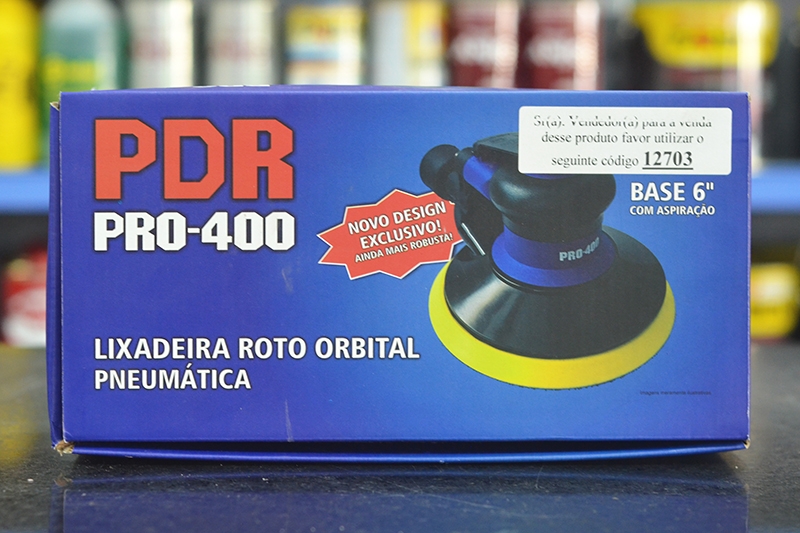 PDR
PRO-400
Sr(a). Vendedor(a) para a venda
desse produto favor utilizar o
seguinte código 12703
BASE 6"
COM ASPIRAÇÃO
NOVO DESIGN
EXCLUSIVO!
AINDA MAIS ROBUSTA!
PRO-400
LIXADEIRA ROTO ORBITAL
PNEUMÁTICA